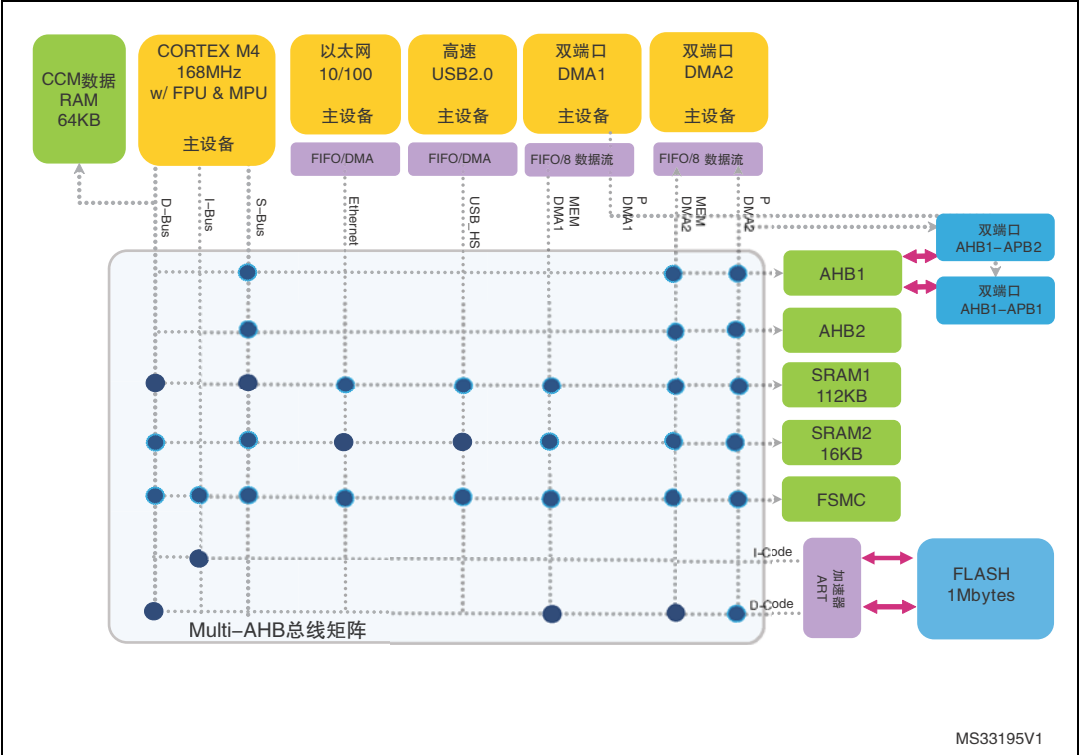 CCM数据
RAM
64KB
CORTEX M4
168MHz
w/ FPU & MPU
主设备
以太网
10/100
主设备
高速
USB2.0
主设备
双端口
DMA1
主设备
双端口
DMA2
主设备
FIFO/DMA
FIFO/DMA
FIFO/8 数据流
FIFO/8 数据流
D-Bus
I-Bus
S-Bus
Ethernet
USB_HS
MEM
DMA1
P
DMA1
MEM
DMA2
P
DMA2
双端口
AHB1-APB2
双端口
AHB1-APB1
AHB1
AHB2
SRAM1
112KB
SRAM2
16KB
FSMC
I-Code
D-Code
加速器
ART
FLASH
1Mbytes
Multi-AHB总线矩阵
MS33195V1